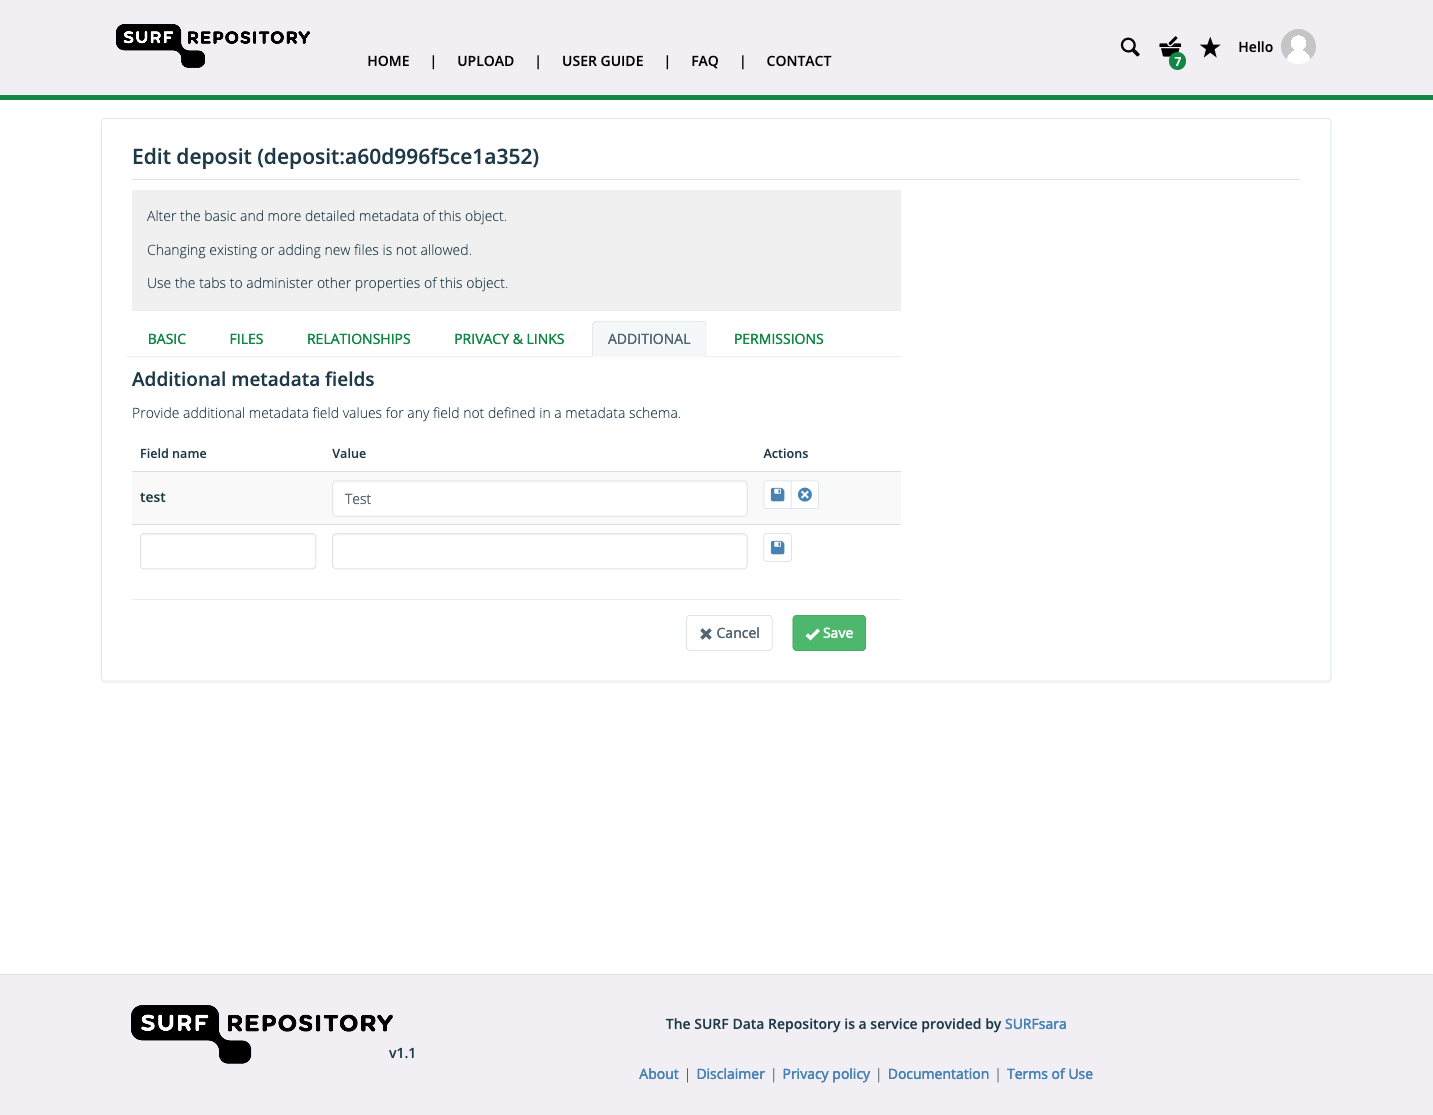 SURF REPOSITORY
HOME | UPLOAD | USER GUIDE | FAQ | CONTACT
7
Hello
Edit deposit (deposit:a60d996f5ce1a352)
Alter the basic and more detailed metadata of this object.
Changing existing or adding new files is not allowed.
Use the tabs to administer other properties of this object.
BASIC FILES RELATIONSHIPS PRIVACY & LINKS ADDITIONAL PERMISSIONS
Additional metadata fields
Provide additional metadata field values for any field not defined in a metadata schema.
Field name Value Actions
test Test
Cancel Save
SURF REPOSITORY
v1.1
The SURF Data Repository is a service provided by SURFsara
About | Disclaimer | Privacy policy | Documentation | Terms of Use